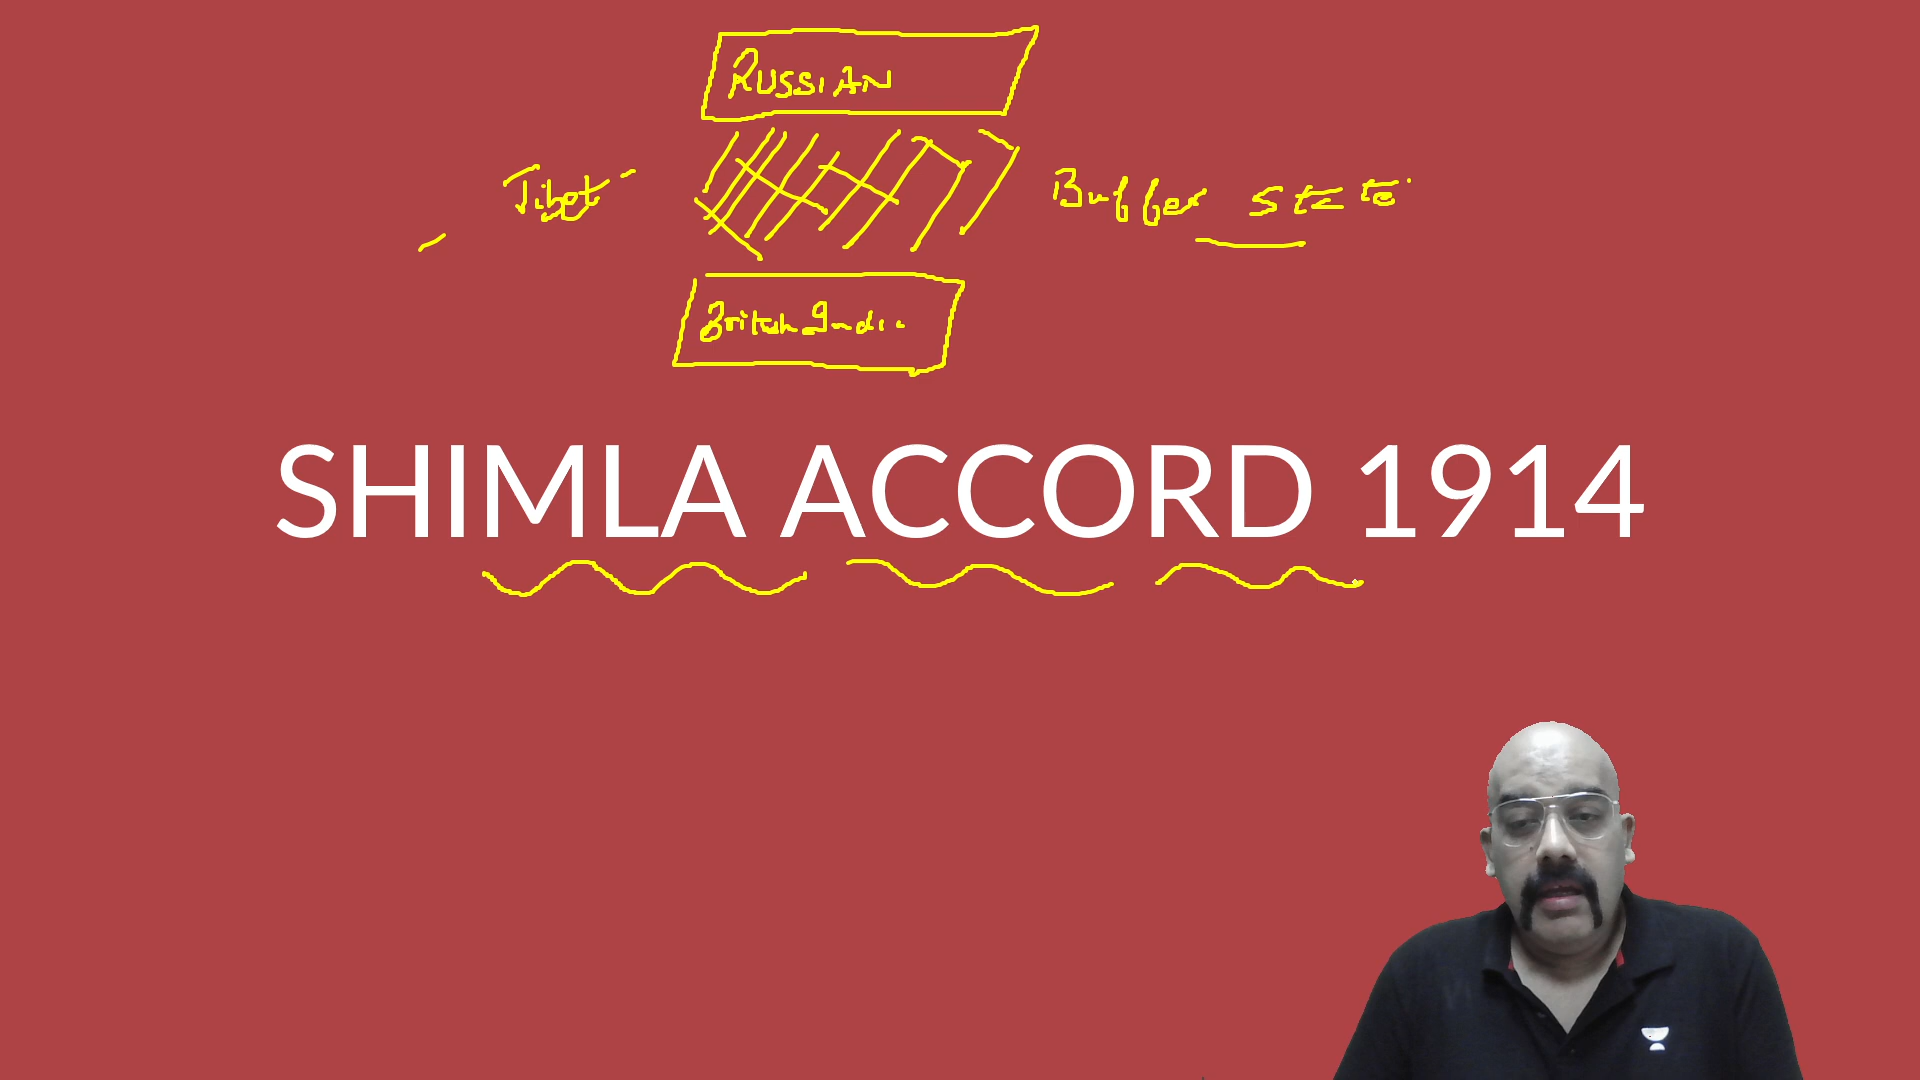 RUSSIAN
Tibet
Buffer state
British India
SHIMLA ACCORD 1914